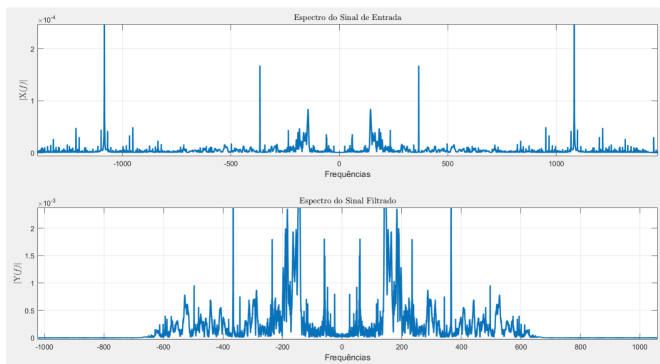 Espectro do Sinal de Entrada
×10⁻⁴
2
1
0
|X(f)|
-1000 -500 0 500 1000
Frequências
Espectro do Sinal Filtrado
×10⁻³
2
1.5
1
0.5
0
|Y(f)|
-1000 -800 -600 -400 -200 0 200 400 600 800 1000
Frequências